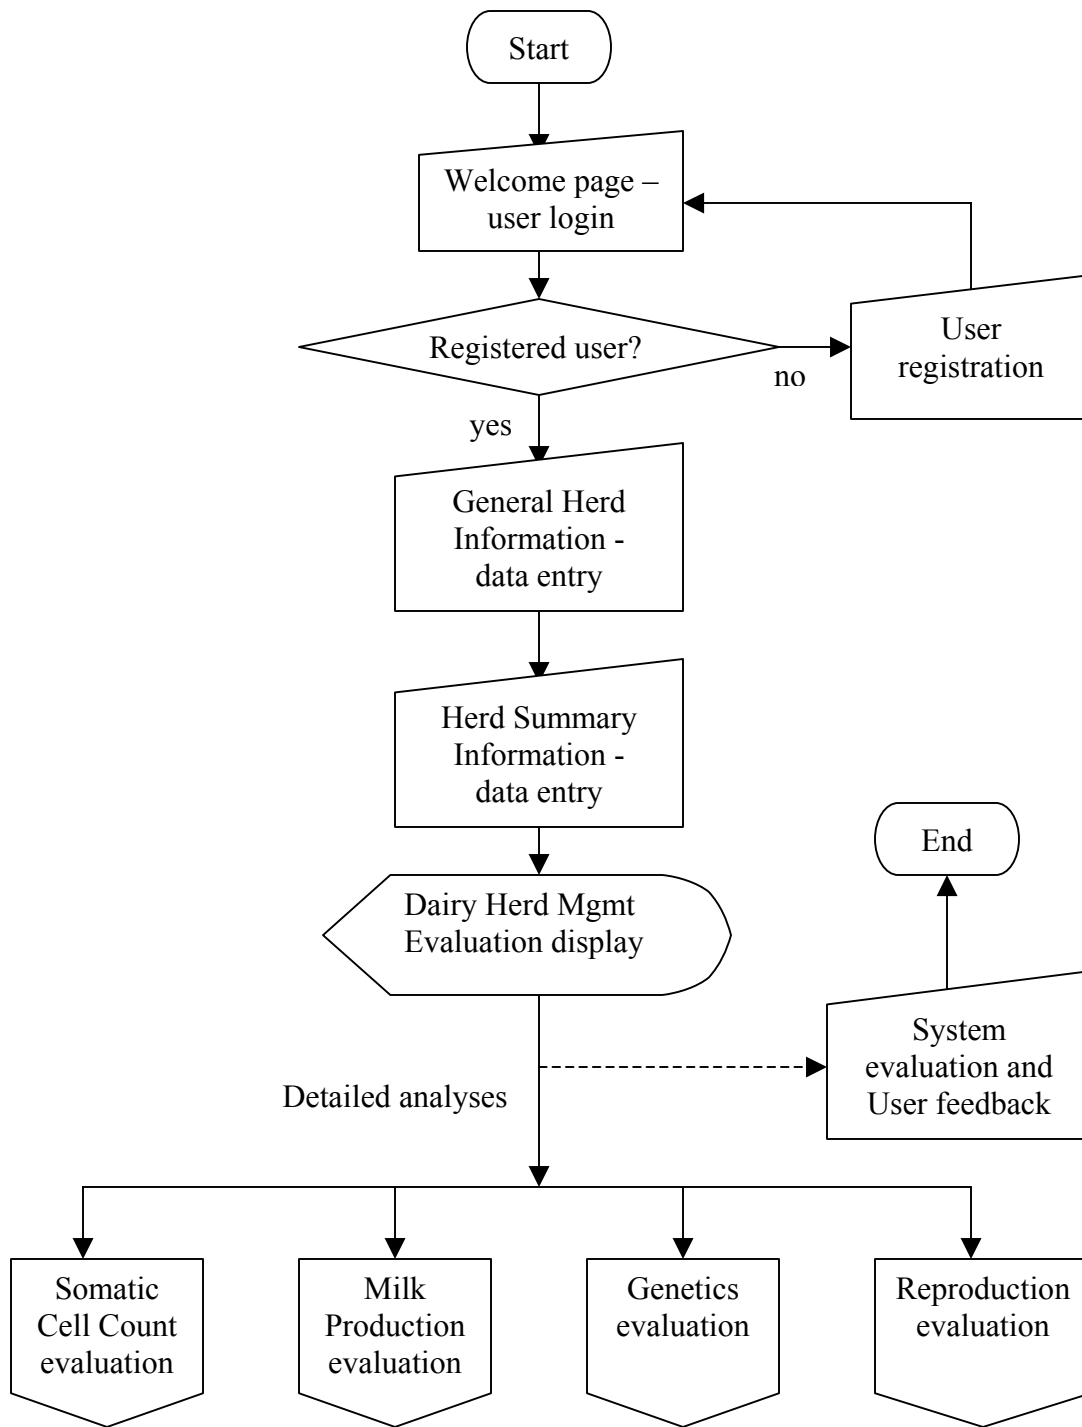 Start
Welcome page –
user login
Registered user?
no
User
registration
yes
General Herd
Information -
data entry
Herd Summary
Information -
data entry
End
Dairy Herd Mgmt
Evaluation display
System
evaluation and
User feedback
Detailed analyses
Somatic
Cell Count
evaluation
Milk
Production
evaluation
Genetics
evaluation
Reproduction
evaluation